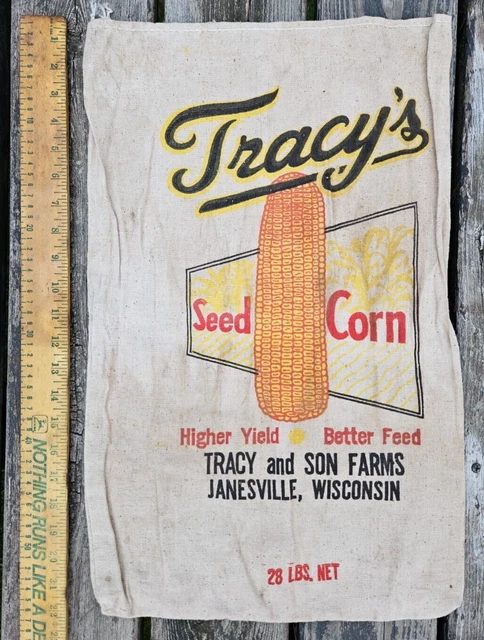 Tracy's
Seed Corn
Higher Yield Better Feed
TRACY and SON FARMS
JANESVILLE, WISCONSIN
28 LBS. NET
NOTHING RUNS LIKE A DE